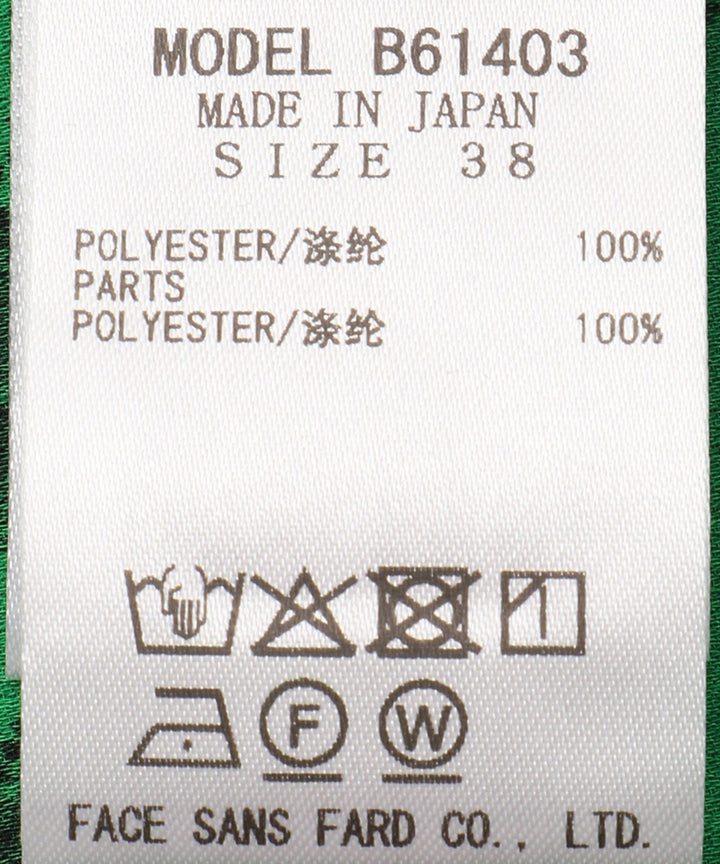 MODEL B61403
MADE IN JAPAN
SIZE 38
POLYESTER/涤纶 100%
PARTS
POLYESTER/涤纶 100%
F W
FACE SANS FARD CO., LTD.